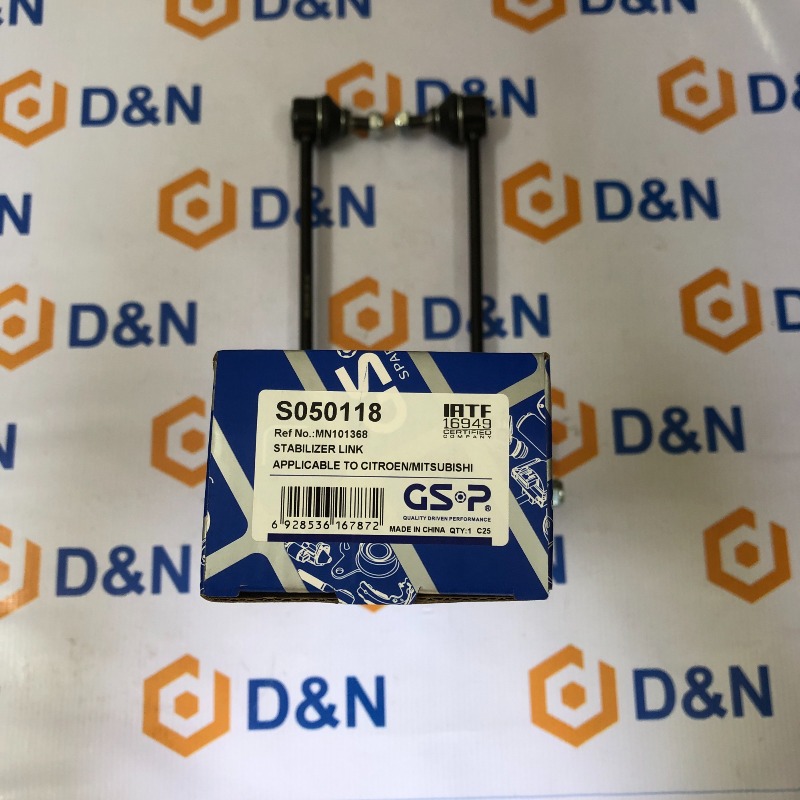 D&N
D&N
D&N
D&N
D&N
D&N
D&N
D&N
SPA
S050118
IATF
16949
CERTIFIED
COMPANY
Ref No.:MN101368
STABILIZER LINK
APPLICABLE TO CITROEN/MITSUBISHI
GSP®
QUALITY DRIVEN PERFORMANCE
6 928536 167872
MADE IN CHINA QTY:1 C25
D&N
D&N
D&N
D&N